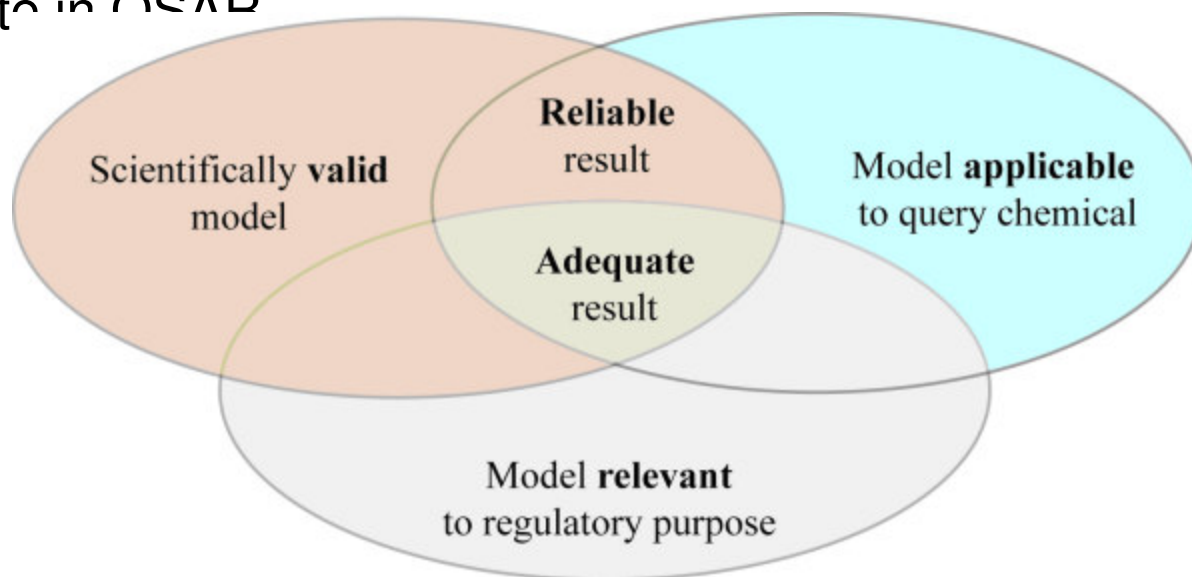 Reliable
result
Scientifically valid
model
Model applicable
to query chemical
Adequate
result
Model relevant
to regulatory purpose